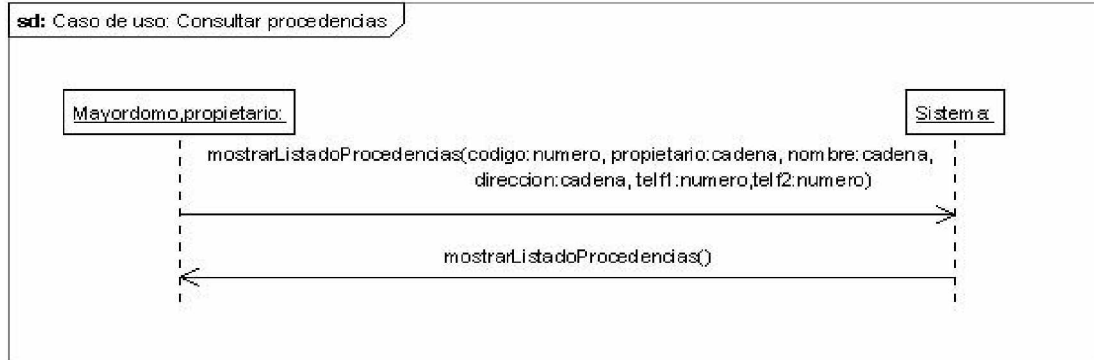 sd: Caso de uso: Consultar procedencias
Mayordomo,propietario:
Sistema:
mostrarListadoProcedencias(codigo:numero, propietario:cadena, nombre:cadena,
direccion:cadena, telf1:numero,telf2:numero)
mostrarListadoProcedencias()